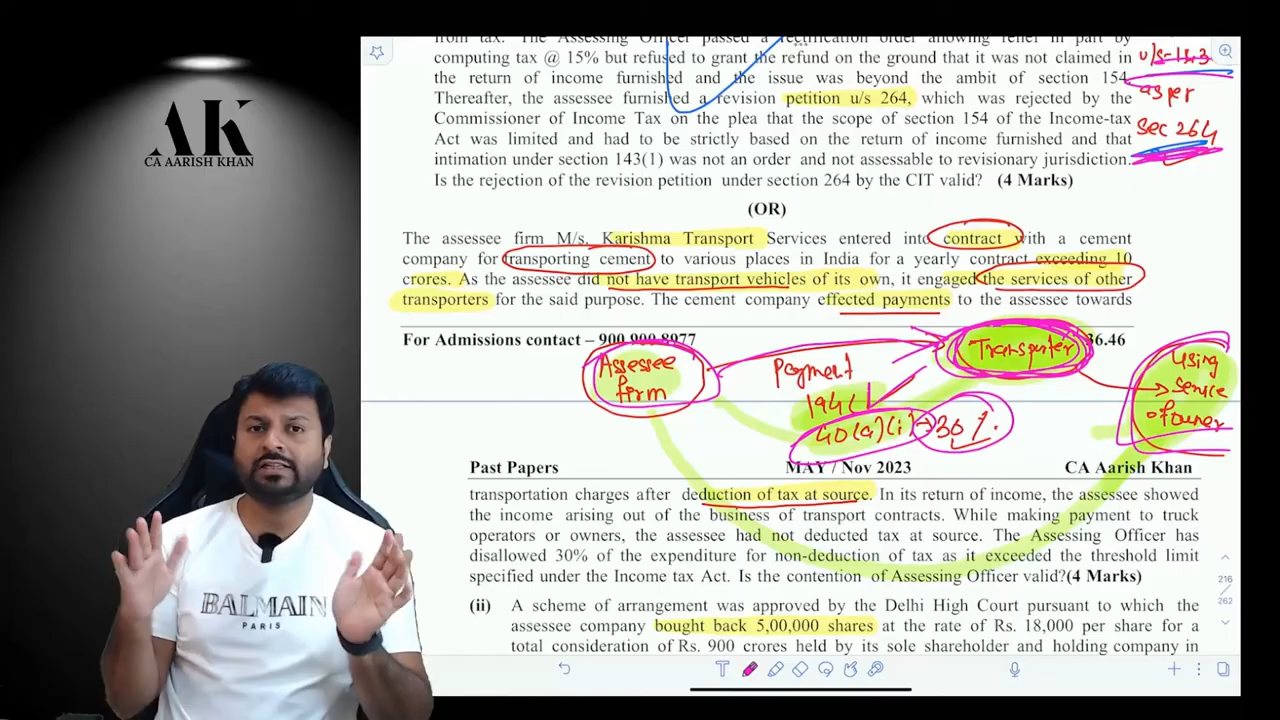 AK
CA AARISH KHAN
BALMAIN
PARIS
from tax. The Assessing Officer passed a rectification order allowing relief in part by
computing tax @ 15% but refused to grant the refund on the ground that it was not claimed in
the return of income furnished and the issue was beyond the ambit of section 154.
Thereafter, the assessee furnished a revision petition u/s 264, which was rejected by the
Commissioner of Income Tax on the plea that the scope of section 154 of the Income-tax
Act was limited and had to be strictly based on the return of income furnished and that
intimation under section 143(1) was not an order and not assessable to revisionary jurisdiction.
Is the rejection of the revision petition under section 264 by the CIT valid? (4 Marks)
u/s-143
as per
Sec 264
(OR)
The assessee firm M/s. Karishma Transport Services entered into contract with a cement
company for transporting cement to various places in India for a yearly contract exceeding 10
crores. As the assessee did not have transport vehicles of its own, it engaged the services of other
transporters for the said purpose. The cement company effected payments to the assessee towards
For Admissions contact – 900 900 8977
36.46
Assessee
firm
Payment
194C
40(a)(i) → 30%.
Transporter
Using
Service
of owner
Past Papers MAY / Nov 2023 CA Aarish Khan
transportation charges after deduction of tax at source. In its return of income, the assessee showed
the income arising out of the business of transport contracts. While making payment to truck
operators or owners, the assessee had not deducted tax at source. The Assessing Officer has
disallowed 30% of the expenditure for non-deduction of tax as it exceeded the threshold limit
specified under the Income tax Act. Is the contention of Assessing Officer valid?(4 Marks)
(ii) A scheme of arrangement was approved by the Delhi High Court pursuant to which the
assessee company bought back 5,00,000 shares at the rate of Rs. 18,000 per share for a
total consideration of Rs. 900 crores held by its sole shareholder and holding company in
216
262